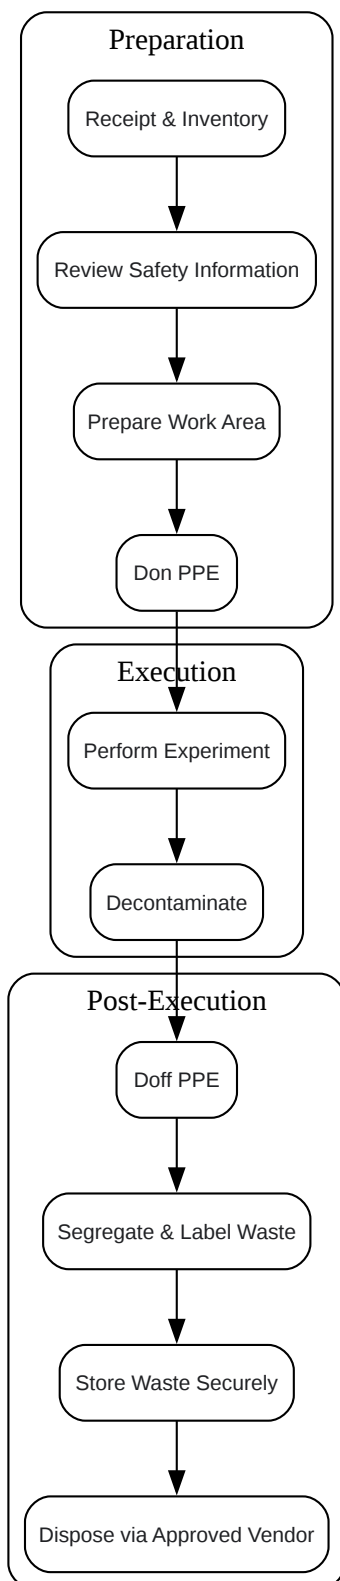 Preparation
Receipt & Inventory
Review Safety Information
Prepare Work Area
Don PPE
Execution
Perform Experiment
Decontaminate
Post-Execution
Doff PPE
Segregate & Label Waste
Store Waste Securely
Dispose via Approved Vendor